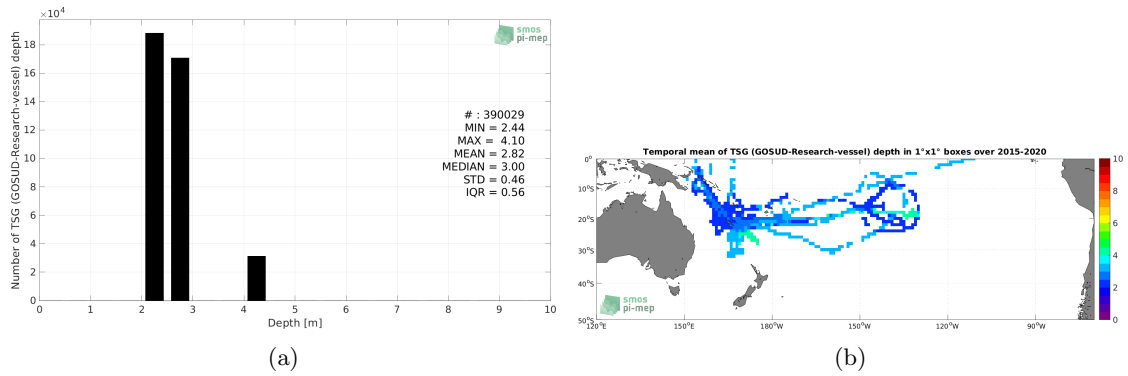 ×10⁴
18
16
14
12
10
8
6
4
2
0
Number of TSG (GOSUD-Research-vessel) depth
smos
pi-mep
# : 390029
MIN = 2.44
MAX = 4.10
MEAN = 2.82
MEDIAN = 3.00
STD = 0.46
IQR = 0.56
0 1 2 3 4 5 6 7 8 9 10
Depth [m]
(a)
Temporal mean of TSG (GOSUD-Research-vessel) depth in 1°x1° boxes over 2015-2020
0°
10°S
20°S
30°S
40°S
50°S
smos
pi-mep
120°E 150°E 180°W 150°W 120°W 90°W
10
8
6
4
2
0
(b)